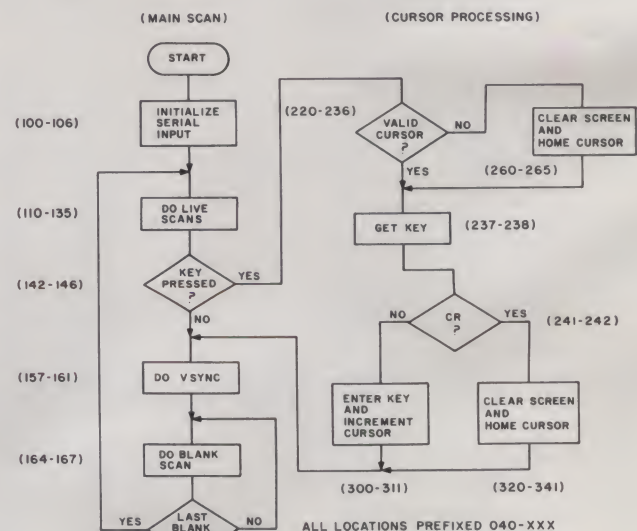 (MAIN SCAN)
START
(100-106)
INITIALIZE
SERIAL
INPUT
(110-135)
DO LIVE
SCANS
(142-146)
KEY
PRESSED
?
YES
NO
(157-161)
DO VSYNC
(164-167)
DO BLANK
SCAN
YES
LAST
BLANK
NO
(CURSOR PROCESSING)
(220-236)
VALID
CURSOR
?
NO
YES
CLEAR SCREEN
AND
HOME CURSOR
(260-265)
GET KEY
(237-238)
NO
CR
?
YES
(241-242)
ENTER KEY
AND
INCREMENT
CURSOR
(300-311)
CLEAR SCREEN
AND
HOME CURSOR
(320-341)
ALL LOCATIONS PREFIXED 040-XXX